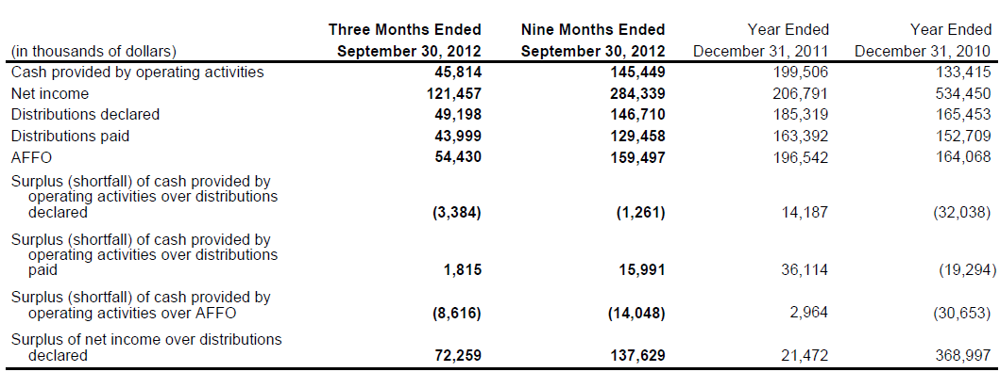 Three Months Ended Nine Months Ended Year Ended Year Ended
(in thousands of dollars) September 30, 2012 September 30, 2012 December 31, 2011 December 31, 2010
Cash provided by operating activities 45,814 145,449 199,506 133,415
Net income 121,457 284,339 206,791 534,450
Distributions declared 49,198 146,710 185,319 165,453
Distributions paid 43,999 129,458 163,392 152,709
AFFO 54,430 159,497 196,542 164,068
Surplus (shortfall) of cash provided by
operating activities over distributions
declared (3,384) (1,261) 14,187 (32,038)
Surplus (shortfall) of cash provided by
operating activities over distributions
paid 1,815 15,991 36,114 (19,294)
Surplus (shortfall) of cash provided by
operating activities over AFFO (8,616) (14,048) 2,964 (30,653)
Surplus of net income over distributions
declared 72,259 137,629 21,472 368,997